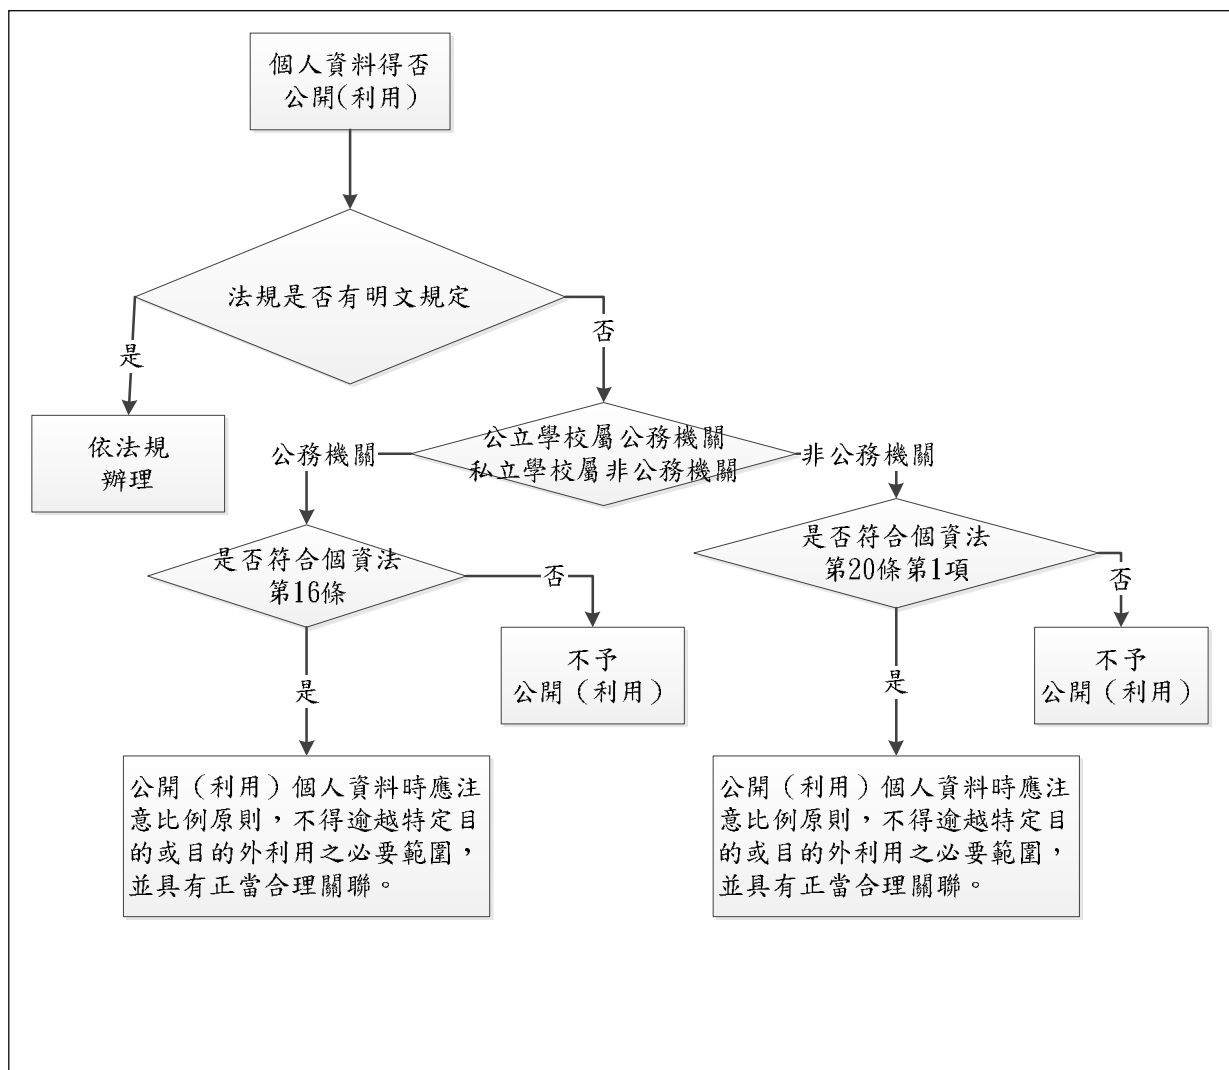 個人資料得否
公開(利用)
法規是否有明文規定
是
否
依法規
辦理
公立學校屬公務機關
私立學校屬非公務機關
公務機關
非公務機關
是否符合個資法
第16條
否
不予
公開（利用）
是
公開（利用）個人資料時應注
意比例原則，不得逾越特定目
的或目的外利用之必要範圍，
並具有正當合理關聯。
是否符合個資法
第20條第1項
否
不予
公開（利用）
是
公開（利用）個人資料時應注
意比例原則，不得逾越特定目
的或目的外利用之必要範圍，
並具有正當合理關聯。